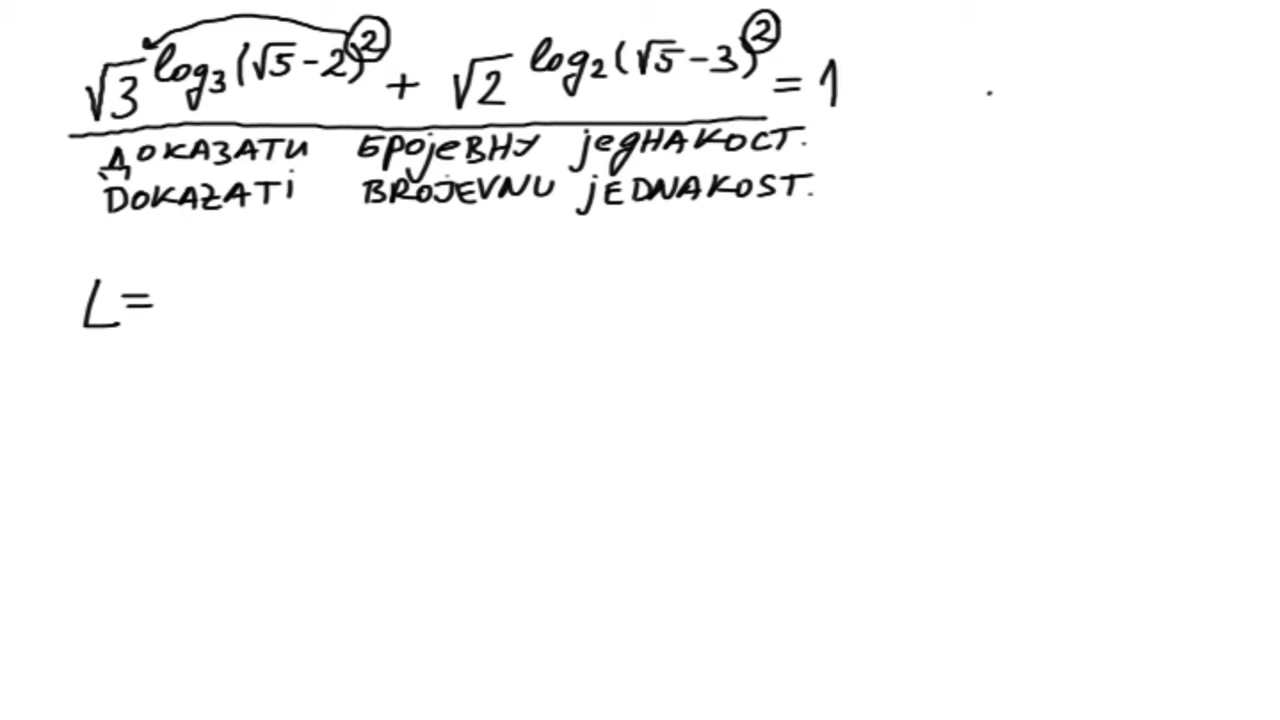 √3^log₃(√5-2)² + √2^log₂(√5-3)² = 1
ДОКАЗАТИ БРОЈЕВНУ ЈЕДНАКОСТ.
DOKAZATI BROJEVNU JEDNAKOST.
L=